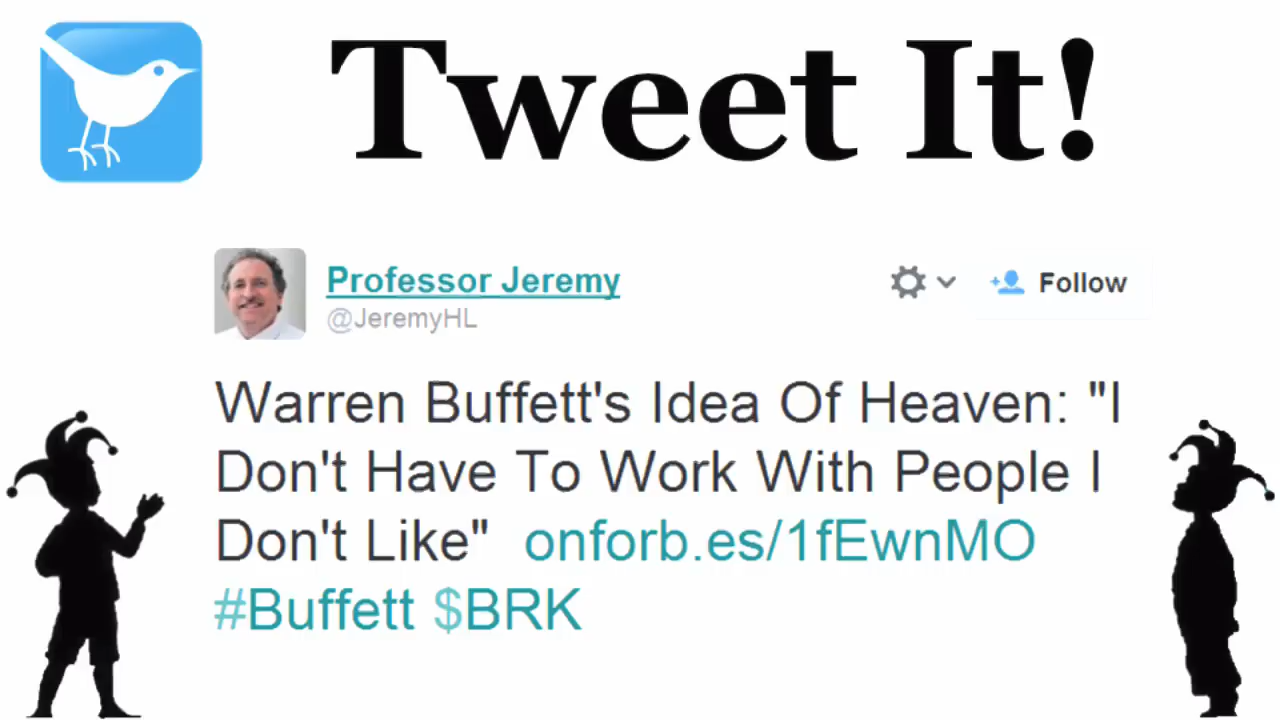 Tweet It!
Professor Jeremy
@JeremyHL
Follow
Warren Buffett's Idea Of Heaven: "I
Don't Have To Work With People I
Don't Like" onforb.es/1fEwnMO
#Buffett $BRK